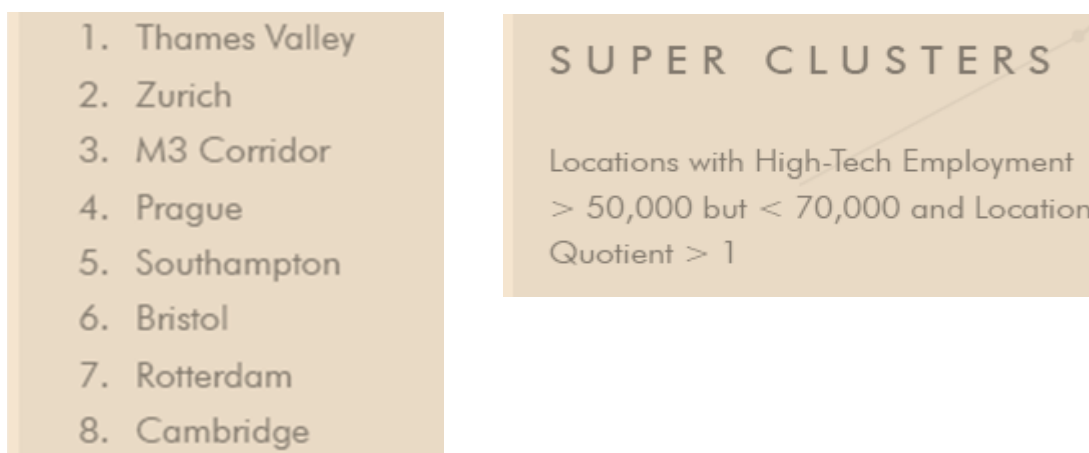 1. Thames Valley
2. Zurich
3. M3 Corridor
4. Prague
5. Southampton
6. Bristol
7. Rotterdam
8. Cambridge
SUPER CLUSTERS
Locations with High-Tech Employment
> 50,000 but < 70,000 and Location
Quotient > 1